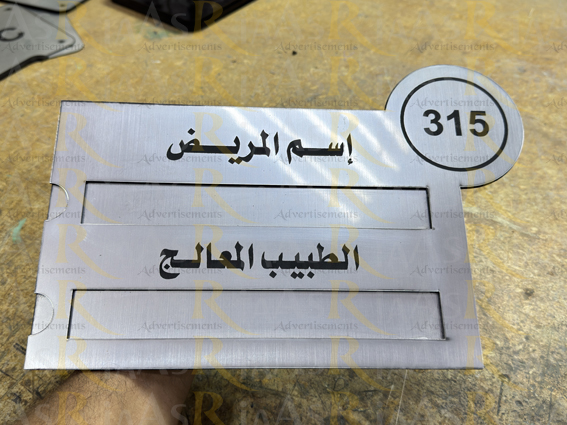 315
إسم المريض
الطبيب المعالج